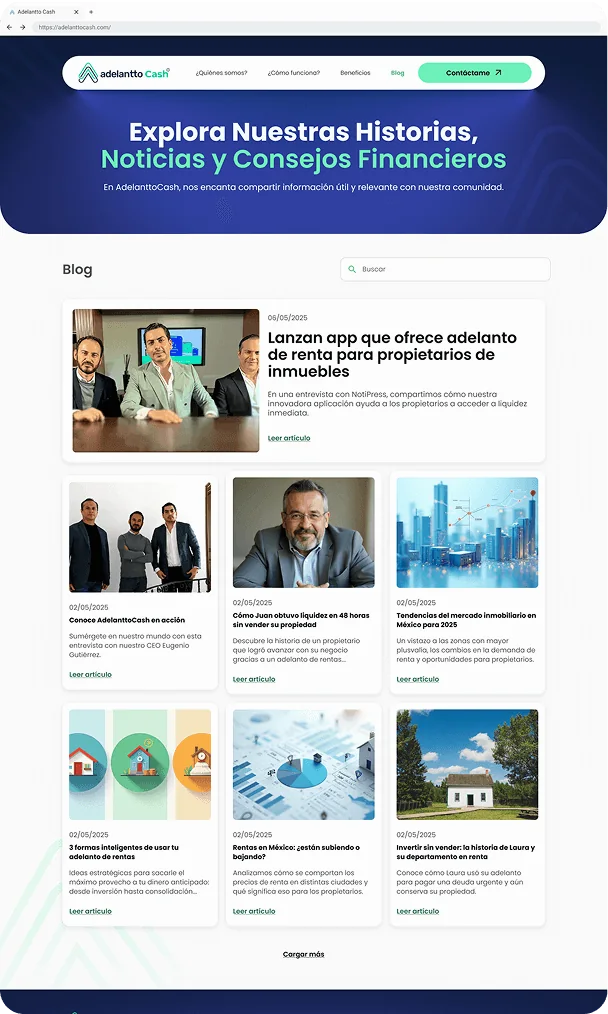 Adelantto Cash
https://adelanttocash.com/
adelantto Cash®
¿Quiénes somos?
¿Cómo funciona?
Beneficios
Blog
Contáctame
Explora Nuestras Historias,
Noticias y Consejos Financieros
En AdelanttoCash, nos encanta compartir información útil y relevante con nuestra comunidad.
Blog
Buscar
06/05/2025
Lanzan app que ofrece adelanto
de renta para propietarios de
inmuebles
En una entrevista con NotiPress, compartimos cómo nuestra
innovadora aplicación ayuda a los propietarios a acceder a liquidez
inmediata.
Leer artículo
02/05/2025
Conoce AdelanttoCash en acción
Sumérgete en nuestro mundo con esta
entrevista con nuestro CEO Eugenio
Gutiérrez.
Leer artículo
02/05/2025
Cómo Juan obtuvo liquidez en 48 horas
sin vender su propiedad
Descubre la historia de un propietario
que logró avanzar con su negocio
gracias a un adelanto de rentas...
Leer artículo
02/05/2025
Tendencias del mercado inmobiliario en
México para 2025
Un vistazo a las zonas con mayor
plusvalía, los cambios en la demanda de
renta y oportunidades para propietarios.
Leer artículo
02/05/2025
3 formas inteligentes de usar tu
adelanto de rentas
Ideas estratégicas para sacarle el
máximo provecho a tu dinero anticipado:
desde inversión hasta consolidación...
Leer artículo
02/05/2025
Rentas en México: ¿están subiendo o
bajando?
Analizamos cómo se comportan los
precios de renta en distintas ciudades y
qué significa eso para los propietarios.
Leer artículo
02/05/2025
Invertir sin vender: la historia de Laura y
su departamento en renta
Conoce cómo Laura usó su adelanto
para pagar una deuda urgente y aún
conserva su propiedad.
Leer artículo
Cargar más